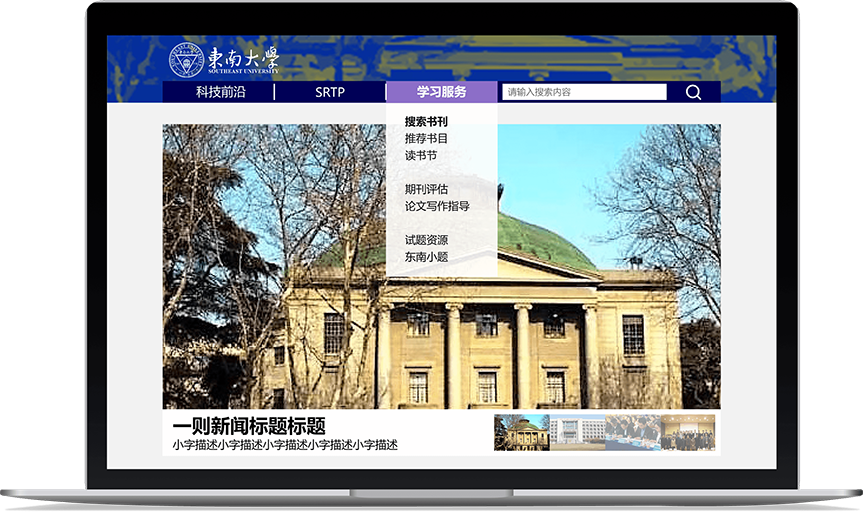 東南大學
SOUTHEAST UNIVERSITY
科技前沿
SRTP
学习服务
请输入搜索内容
搜索书刊
推荐书目
读书节
期刊评估
论文写作指导
试题资源
东南小题
一则新闻标题标题
小字描述小字描述小字描述小字描述小字描述